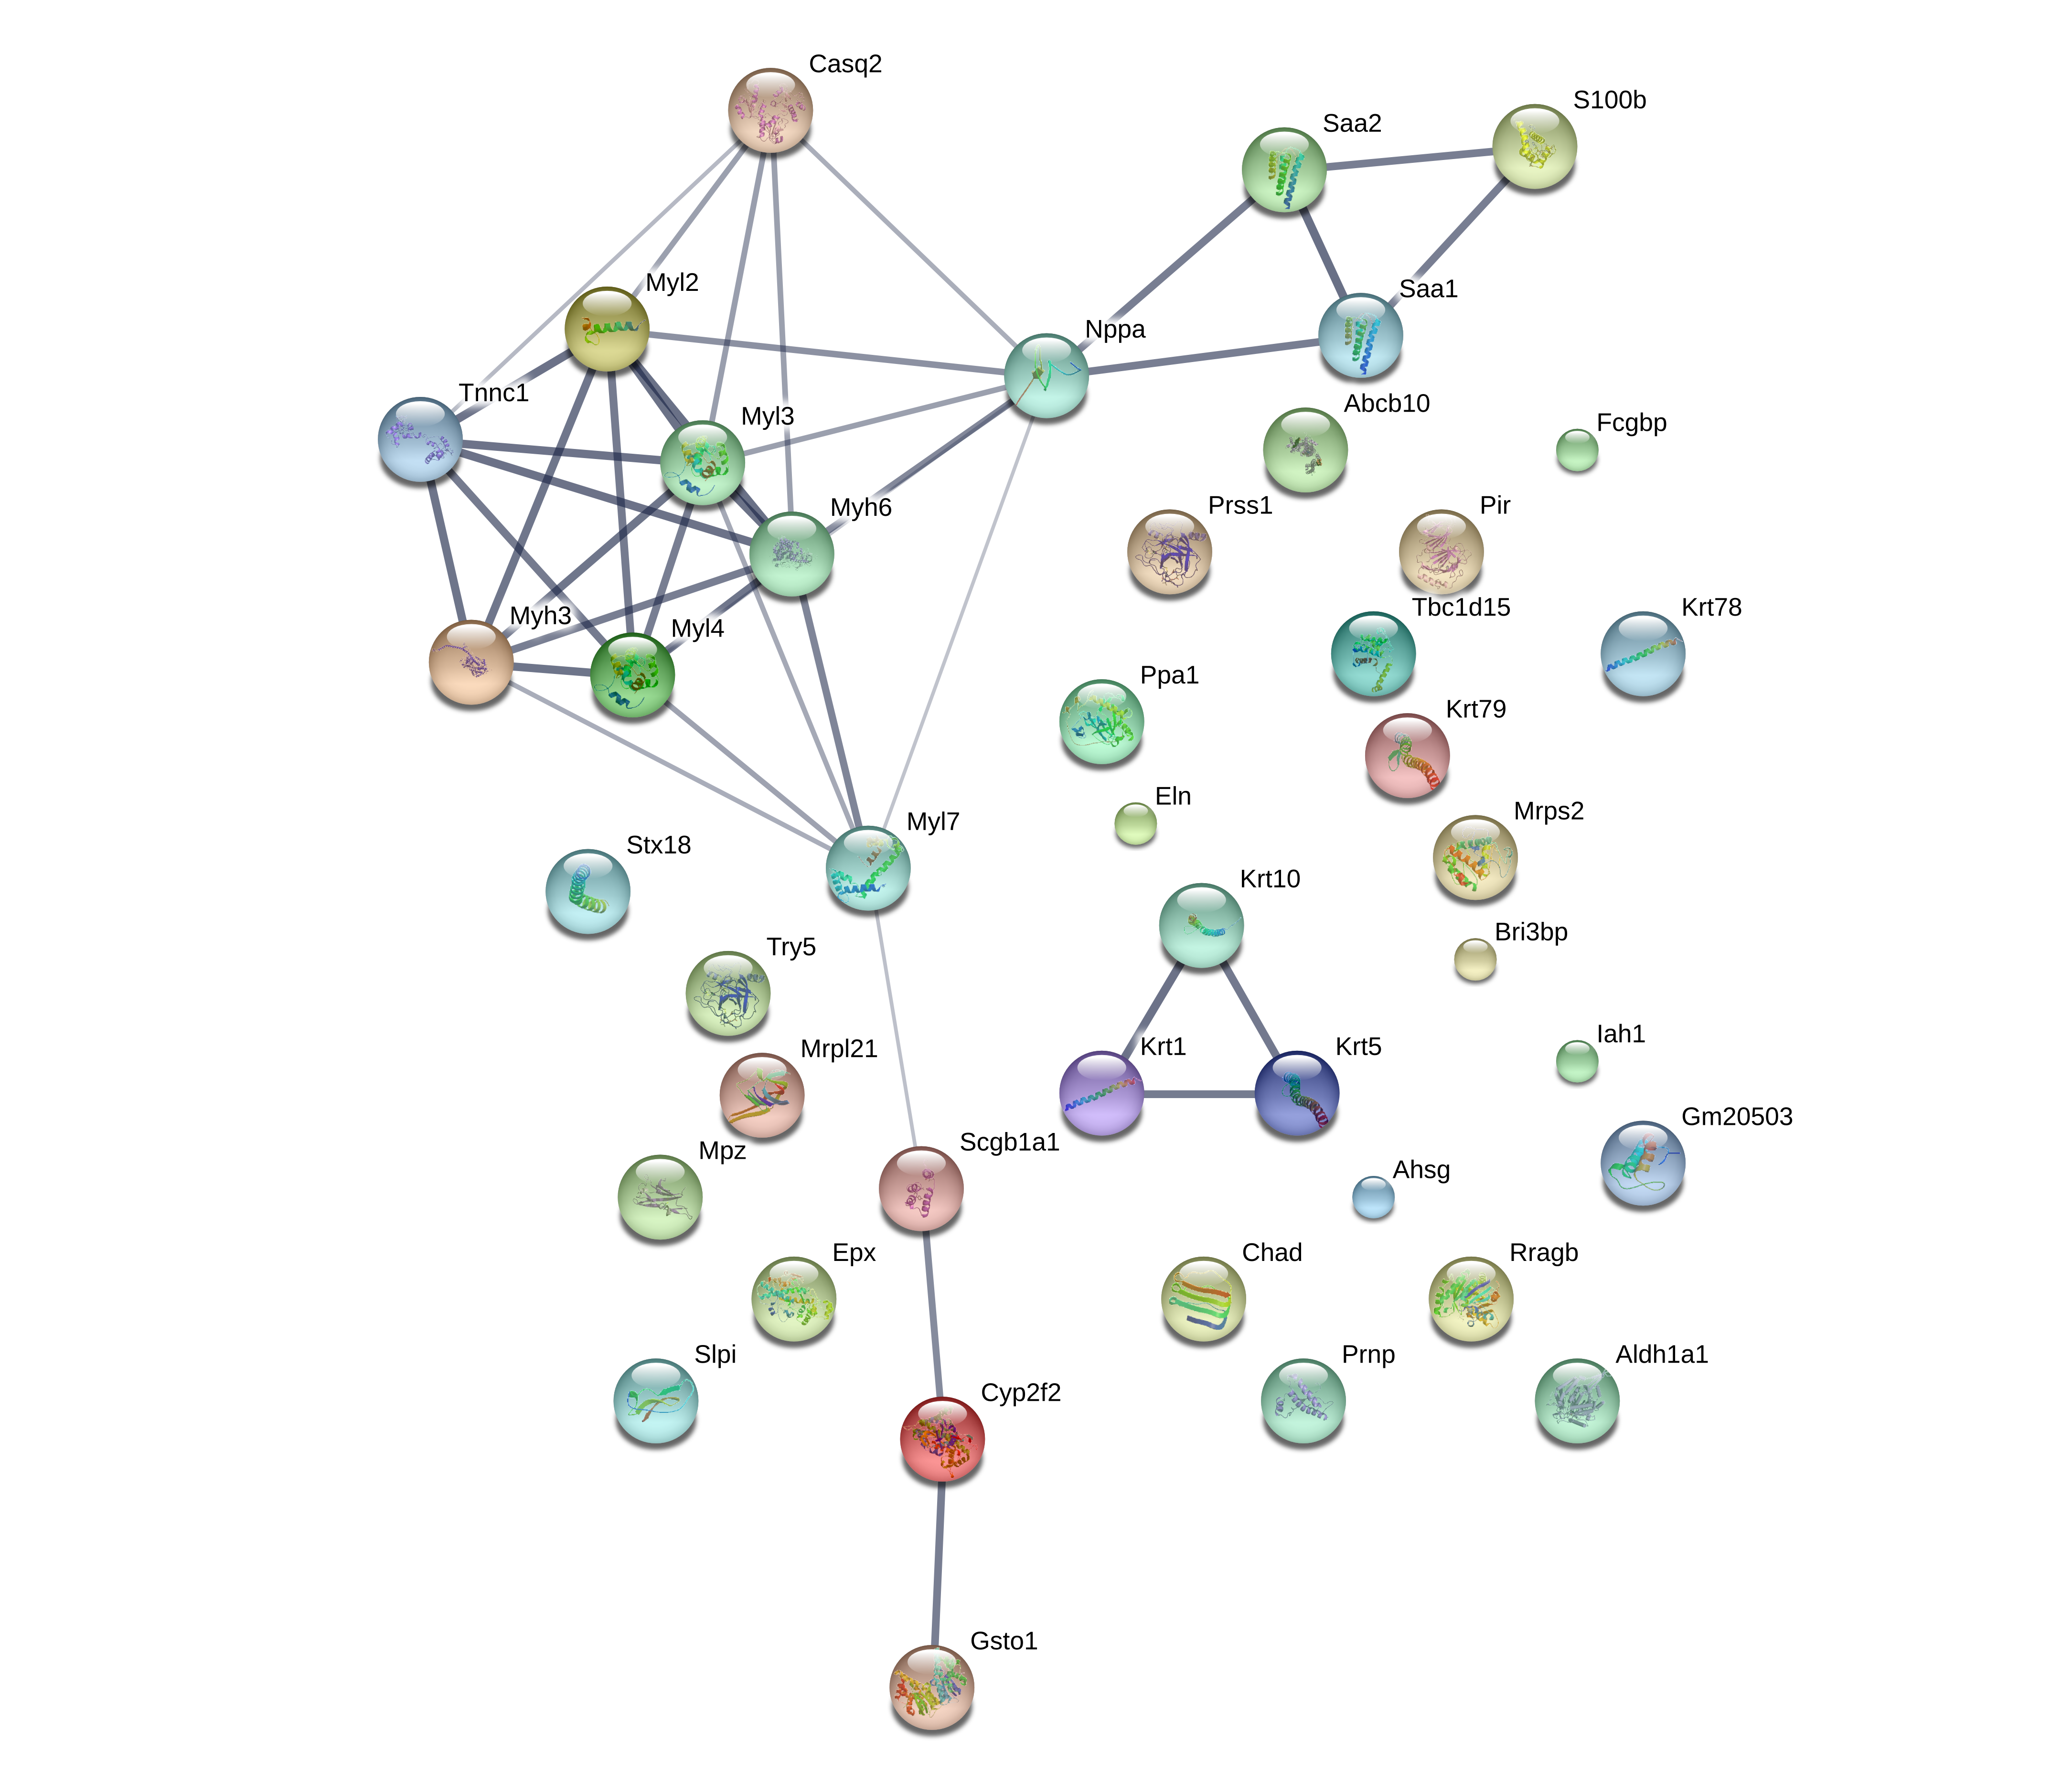 Casq2
S100b
Saa2
Myl2
Saa1
Nppa
Tnnc1
Abcb10
Myl3
Fcgbp
Prss1
Pir
Myh6
Tbc1d15
Krt78
Myh3
Myl4
Ppa1
Krt79
Eln
Mrps2
Myl7
Stx18
Krt10
Bri3bp
Try5
Iah1
Krt1
Krt5
Mrpl21
Gm20503
Scgb1a1
Mpz
Ahsg
Epx
Chad
Rragb
Slpi
Prnp
Aldh1a1
Cyp2f2
Gsto1